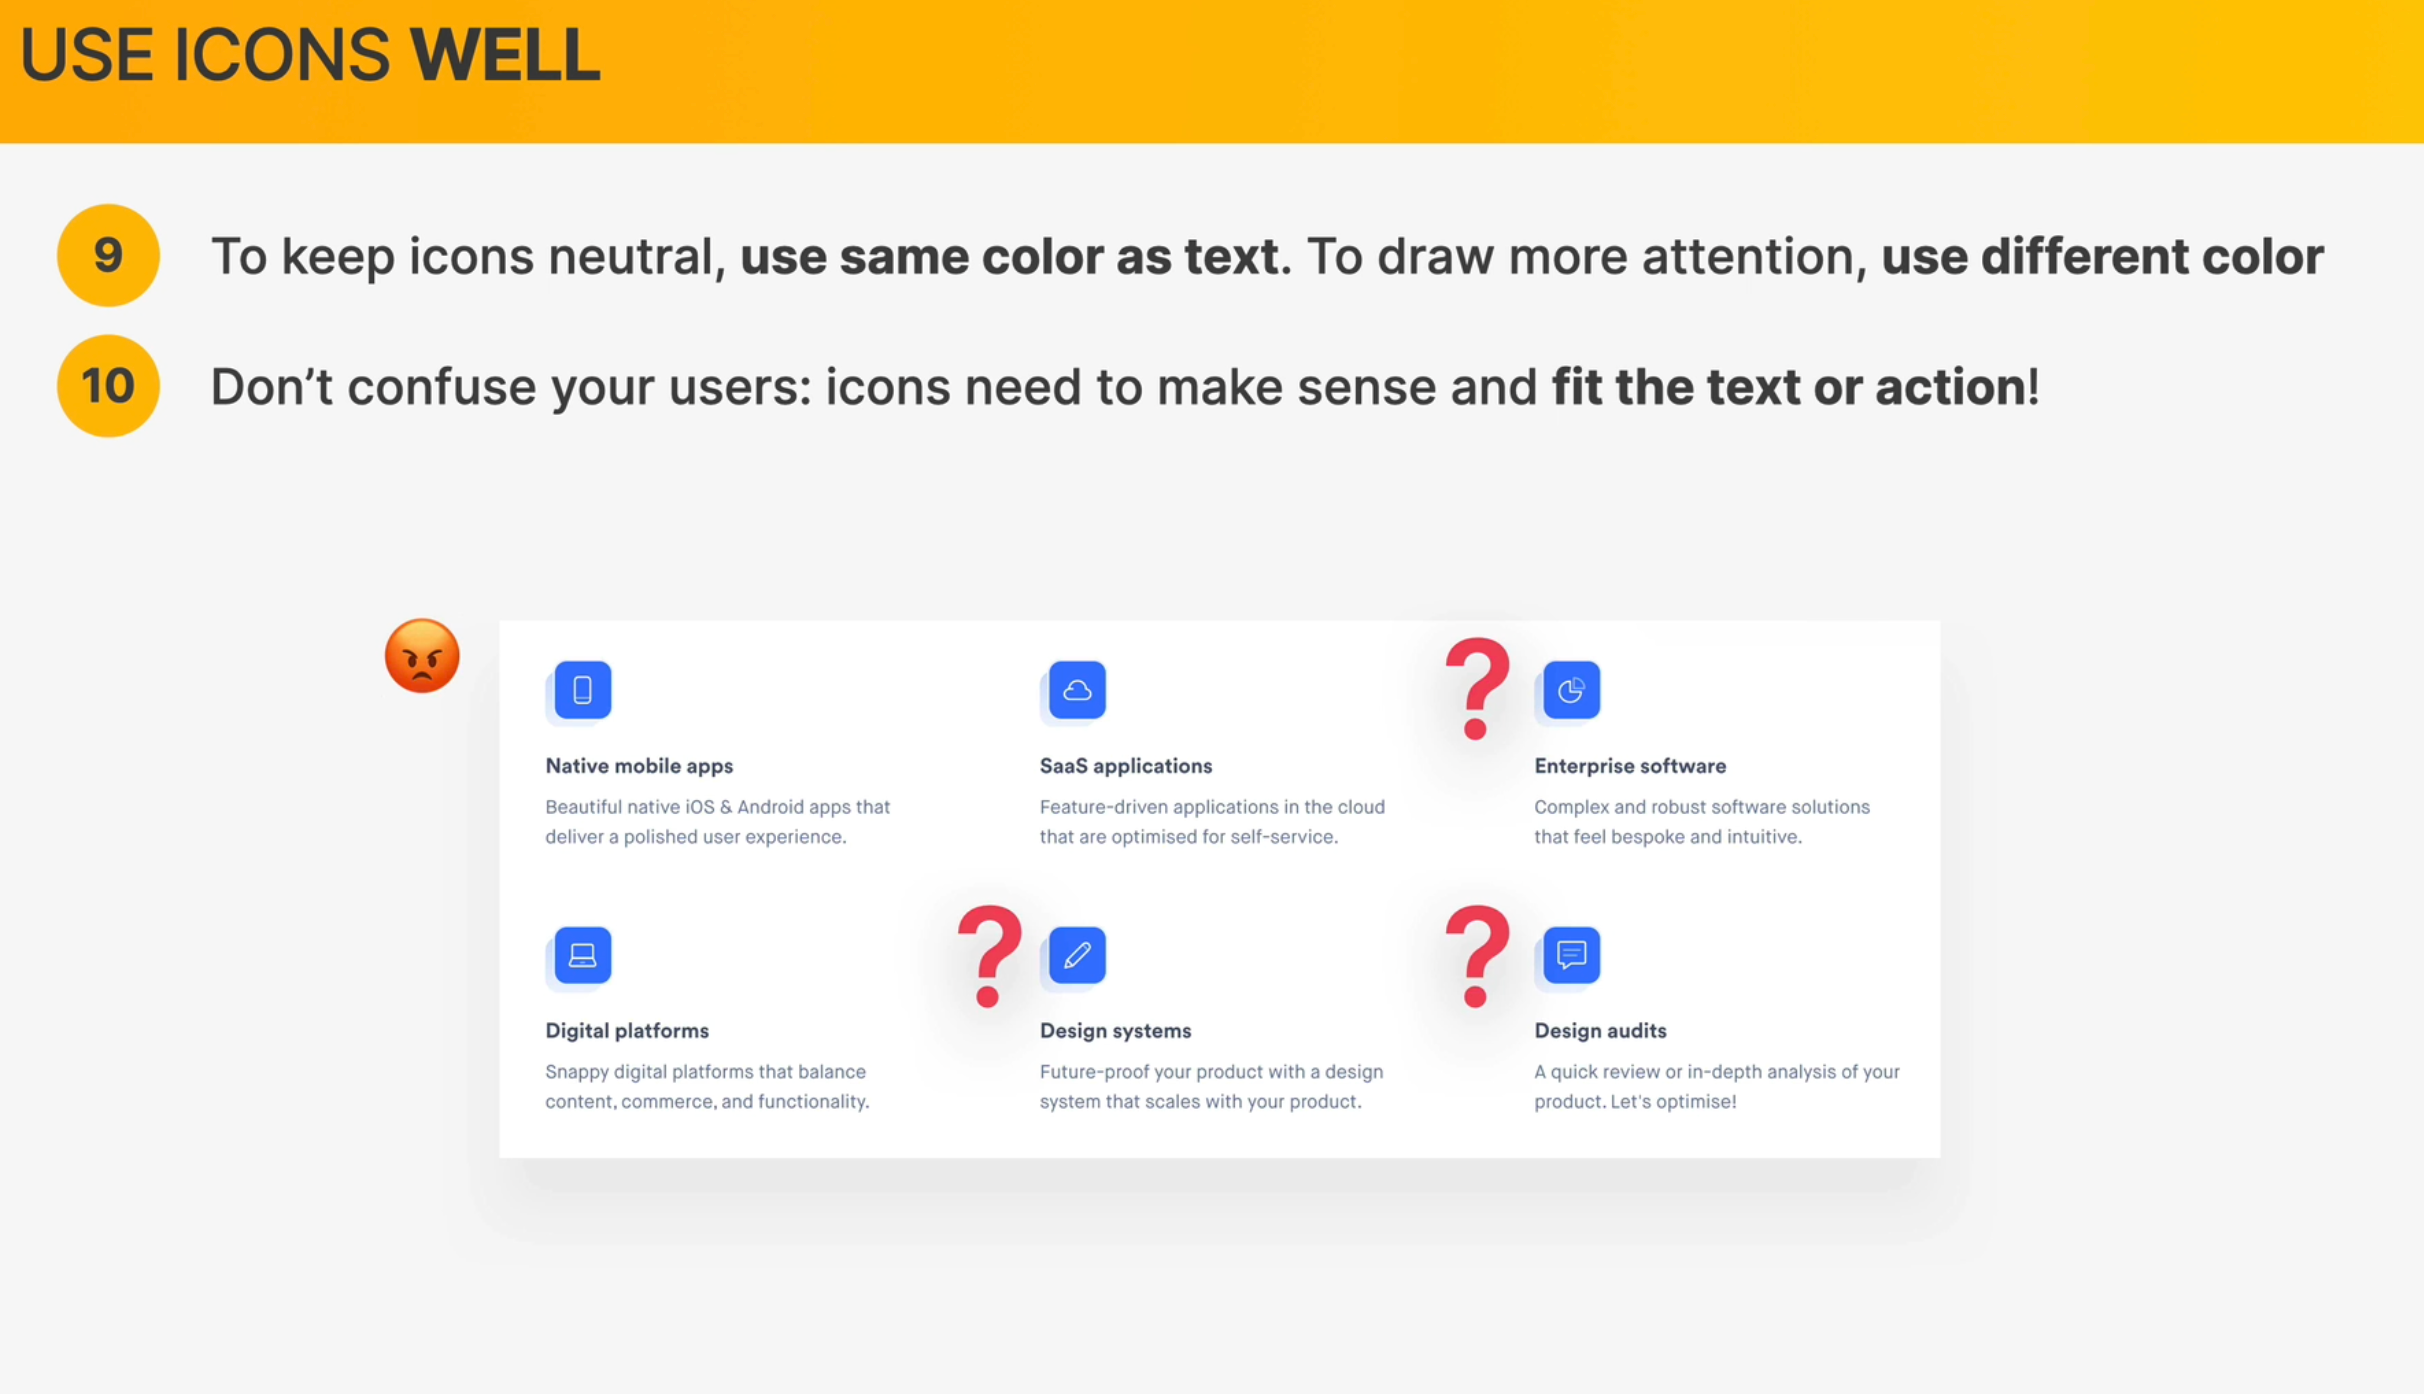 USE ICONS WELL
9
To keep icons neutral, use same color as text. To draw more attention, use different color
10
Don’t confuse your users: icons need to make sense and fit the text or action!
?
Native mobile apps
Beautiful native iOS & Android apps that
deliver a polished user experience.
SaaS applications
Feature-driven applications in the cloud
that are optimised for self-service.
Enterprise software
Complex and robust software solutions
that feel bespoke and intuitive.
?
?
Digital platforms
Snappy digital platforms that balance
content, commerce, and functionality.
Design systems
Future-proof your product with a design
system that scales with your product.
Design audits
A quick review or in-depth analysis of your
product. Let's optimise!